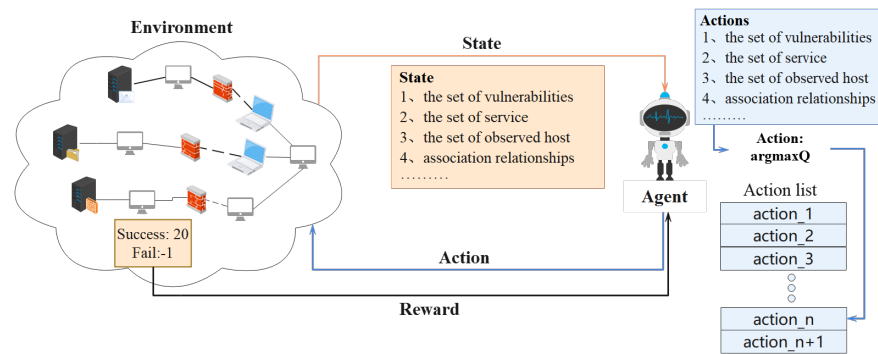 Environment
Success: 20
Fail:-1
State
State
1、the set of vulnerabilities
2、the set of service
3、the set of observed host
4、association relationships
………
Agent
Action
Reward
Actions
1、the set of vulnerabilities
2、the set of service
3、the set of observed host
4、association relationships
………
Action:
argmaxQ
Action list
action_1
action_2
action_3
action_n
action_n+1